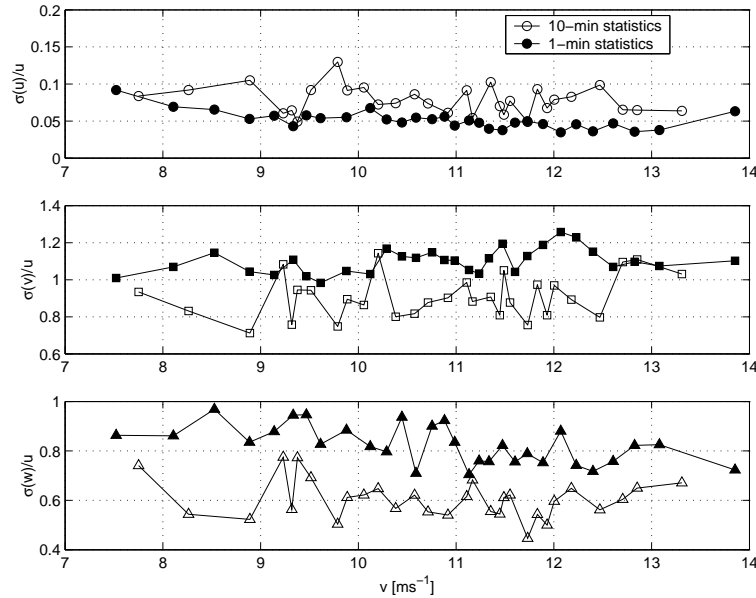 0.2
0.15
0.1
0.05
0
σ(u)/u
10−min statistics
1−min statistics
7 8 9 10 11 12 13 14
1.4
1.2
1
0.8
0.6
σ(v)/u
7 8 9 10 11 12 13 14
1
0.8
0.6
0.4
σ(w)/u
7 8 9 10 11 12 13 14
v [ms⁻¹]